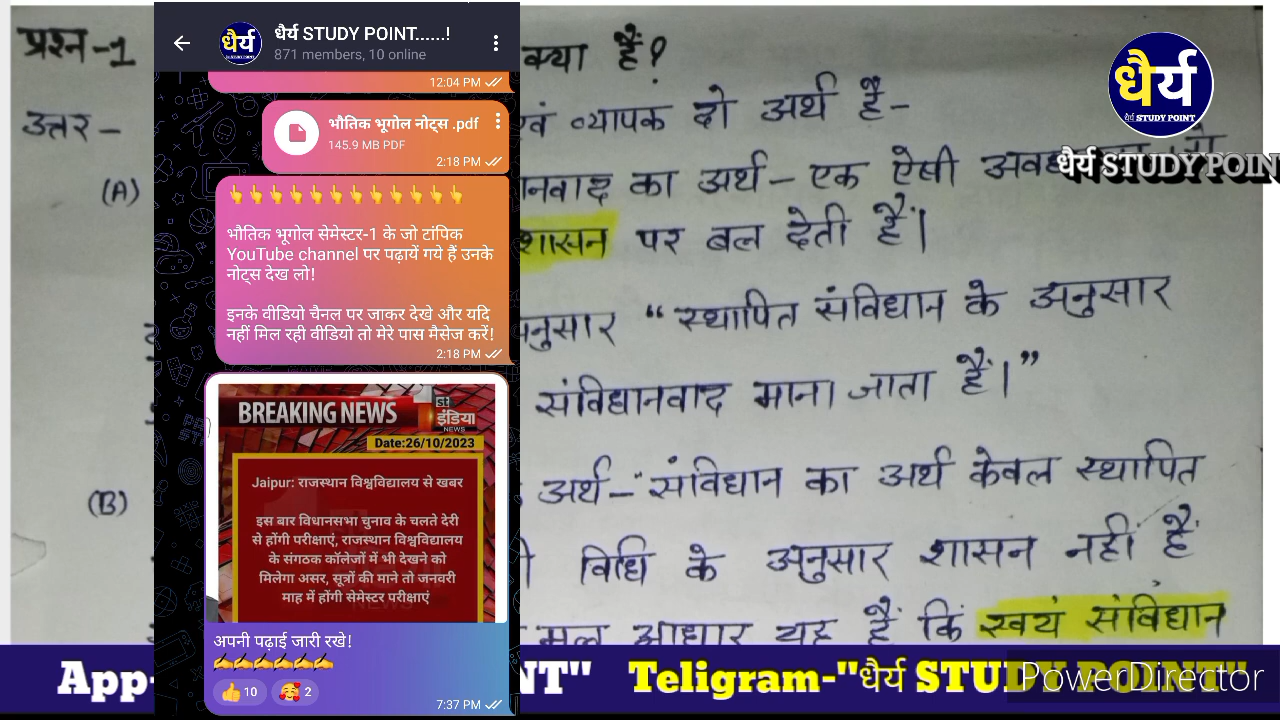 प्रश्न-1
क्या हैं?
उत्तर-
एवं व्यापक दो अर्थ है-
(A)
का अर्थ- एक ऐसी
शासन पर बल देती हैं।
अनुसार “स्थापित संविधान के अनुसार
संविधानवाद माना जाता हैं।”
(B)
अर्थ- संविधान का अर्थ केवल स्थापित
विधि के अनुसार शासन नहीं हैं
मूल आधार यह हैं कि स्वयं संविधान
धैर्य STUDY POINT......!
871 members, 10 online
12:04 PM
भौतिक भूगोल नोट्स .pdf
145.9 MB PDF
2:18 PM
👆👆👆👆👆👆👆👆👆👆👆👆
भौतिक भूगोल सेमेस्टर-1 के जो टांपिक
YouTube channel पर पढ़ायें गये हैं उनके
नोट्स देख लो!
इनके वीडियो चैनल पर जाकर देखे और यदि
नहीं मिल रही वीडियो तो मेरे पास मैसेज करें!
2:18 PM
BREAKING NEWS
1st इंडिया NEWS
Date:26/10/2023
Jaipur: राजस्थान विश्वविद्यालय से खबर
इस बार विधानसभा चुनाव के चलते देरी
से होंगी परीक्षाएं, राजस्थान विश्वविद्यालय
के संगठक कॉलेजों में भी देखने को
मिलेगा असर, सूत्रों की माने तो जनवरी
माह में होंगी सेमेस्टर परीक्षाएं
अपनी पढ़ाई जारी रखे!
✍✍✍✍✍✍
👍 10 🥰 2
7:37 PM
धैर्य
धैर्य STUDY POINT
धैर्य STUDY POIN
App-
NT" Teligram-"धैर्य STUDY POINT"
PowerDirector